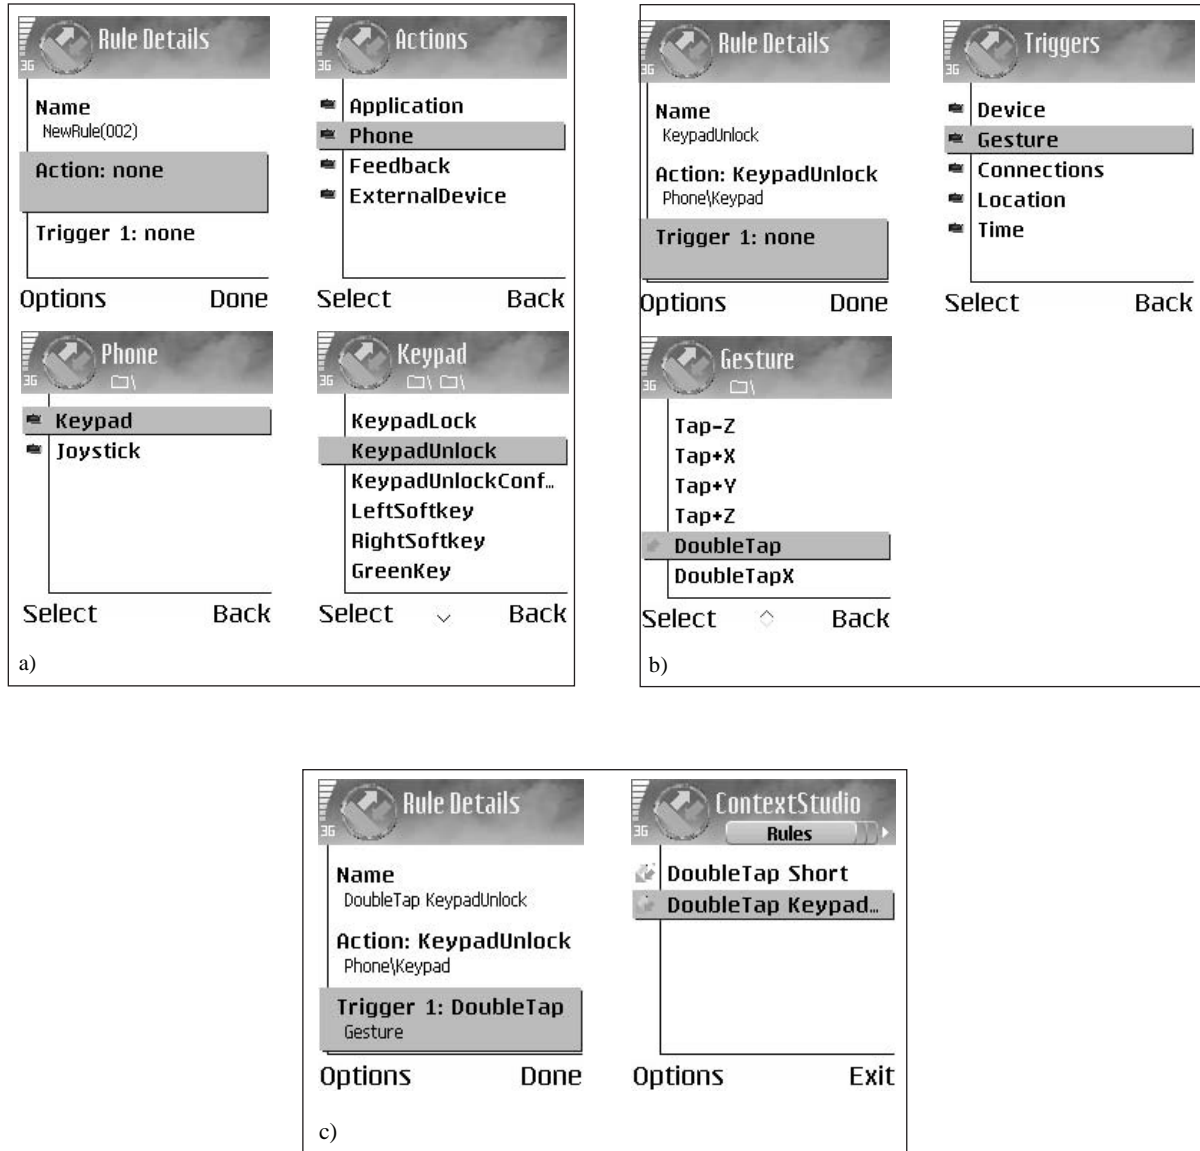 Rule Details
3G
Name
NewRule(002)
Action: none
Trigger 1: none
Options Done
Actions
3G
Application
Phone
Feedback
ExternalDevice
Select Back
Phone
3G
Keypad
Joystick
Select Back
Keypad
3G
KeypadLock
KeypadUnlock
KeypadUnlockConf…
LeftSoftkey
RightSoftkey
GreenKey
Select Back
a)
Rule Details
3G
Name
KeypadUnlock
Action: KeypadUnlock
Phone\Keypad
Trigger 1: none
Options Done
Triggers
3G
Device
Gesture
Connections
Location
Time
Select Back
Gesture
3G
Tap-Z
Tap+X
Tap+Y
Tap+Z
DoubleTap
DoubleTapX
Select Back
b)
Rule Details
3G
Name
DoubleTap KeypadUnlock
Action: KeypadUnlock
Phone\Keypad
Trigger 1: DoubleTap
Gesture
Options Done
ContextStudio
3G
Rules
DoubleTap Short
DoubleTap Keypad…
Options Exit
c)